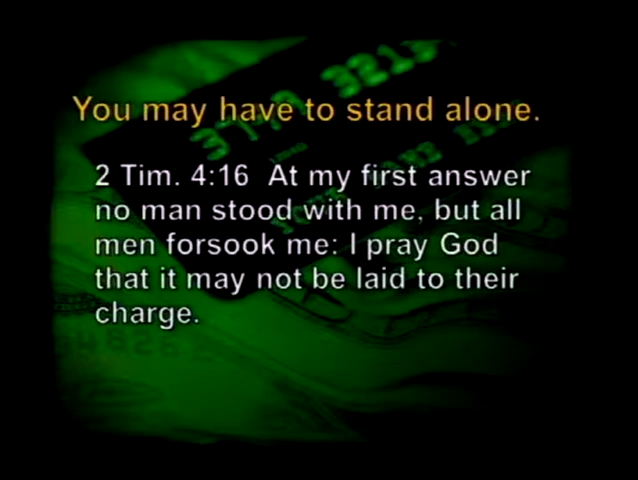 You may have to stand alone.
2 Tim. 4:16 At my first answer
no man stood with me, but all
men forsook me: I pray God
that it may not be laid to their
charge.